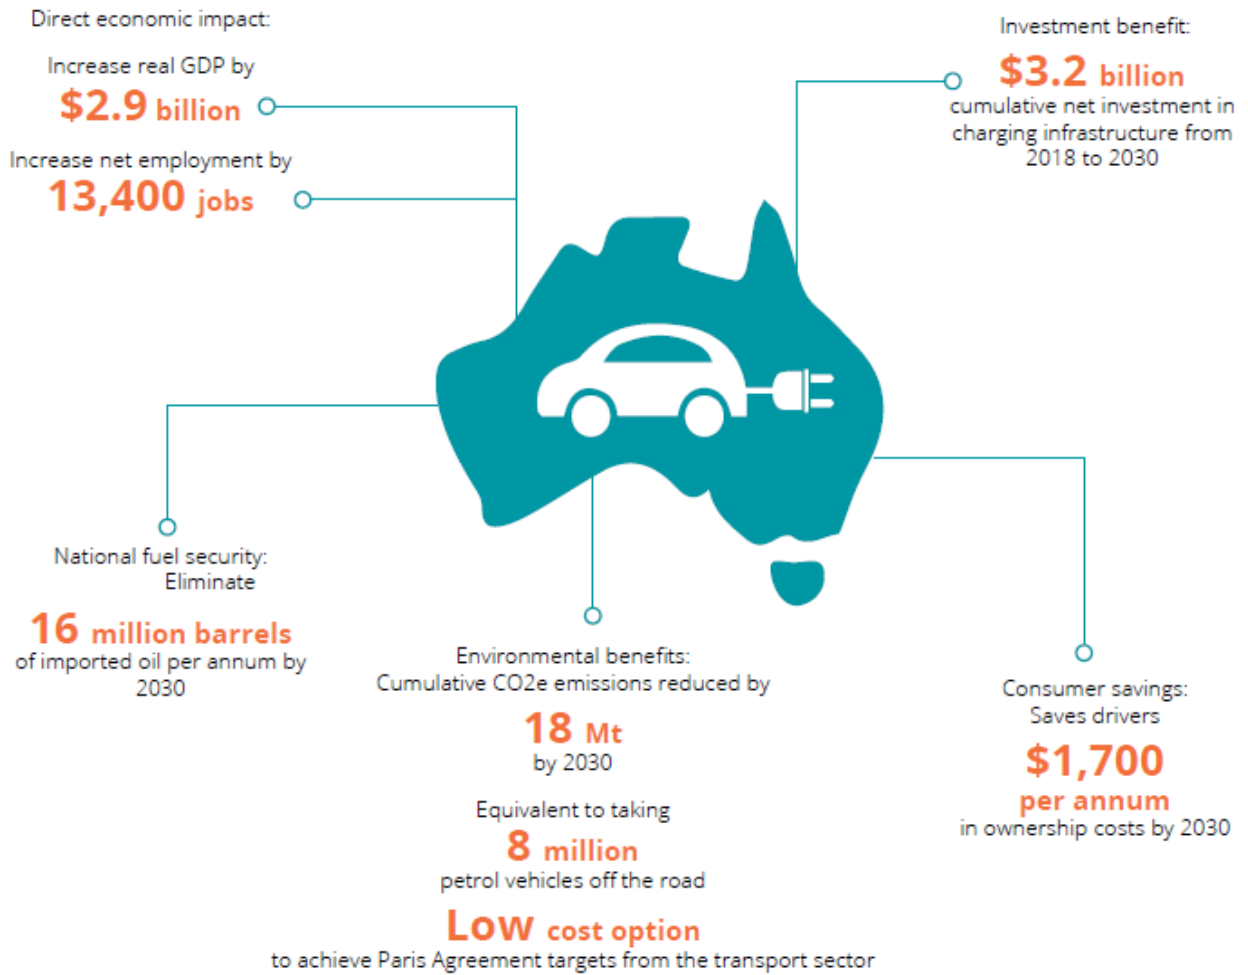 Direct economic impact:
Increase real GDP by
$2.9 billion
Increase net employment by
13,400 jobs
Investment benefit:
$3.2 billion
cumulative net investment in
charging infrastructure from
2018 to 2030
National fuel security:
Eliminate
16 million barrels
of imported oil per annum by
2030
Environmental benefits:
Cumulative CO2e emissions reduced by
18 Mt
by 2030
Equivalent to taking
8 million
petrol vehicles off the road
Low cost option
to achieve Paris Agreement targets from the transport sector
Consumer savings:
Saves drivers
$1,700
per annum
in ownership costs by 2030